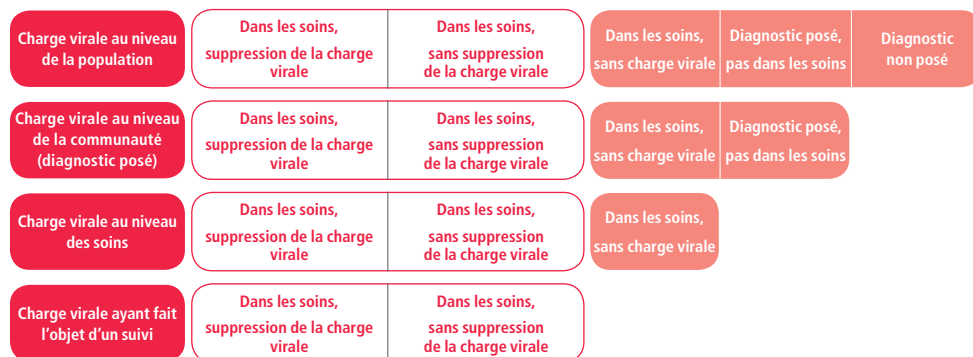 Charge virale au niveau
de la population
Dans les soins,
suppression de la charge
virale
Dans les soins,
sans suppression
de la charge virale
Dans les soins,
sans charge virale
Diagnostic posé,
pas dans les soins
Diagnostic
non posé
Charge virale au niveau
de la communauté
(diagnostic posé)
Dans les soins,
suppression de la charge
virale
Dans les soins,
sans suppression
de la charge virale
Dans les soins,
sans charge virale
Diagnostic posé,
pas dans les soins
Charge virale au niveau
des soins
Dans les soins,
suppression de la charge
virale
Dans les soins,
sans suppression
de la charge virale
Dans les soins,
sans charge virale
Charge virale ayant fait
l’objet d’un suivi
Dans les soins,
suppression de la charge
virale
Dans les soins,
sans suppression
de la charge virale